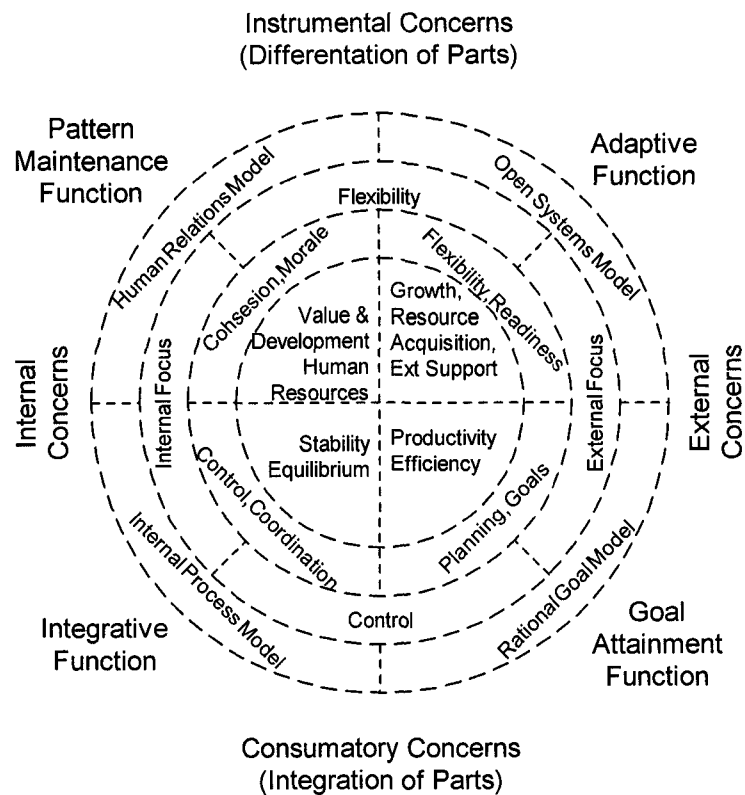 Instrumental Concerns
(Differentation of Parts)
Pattern
Maintenance
Function
Adaptive
Function
Human Relations Model
Open Systems Model
Flexibility
Cohsesion, Morale
Flexibility, Readiness
Value &
Development
Human
Resources
Growth,
Resource
Acquisition,
Ext Support
Internal
Concerns
Internal Focus
External Focus
External
Concerns
Stability
Equilibrium
Productivity
Efficiency
Control, Coordination
Planning, Goals
Internal Process Model
Rational Goal Model
Control
Integrative
Function
Goal
Attainment
Function
Consumatory Concerns
(Integration of Parts)